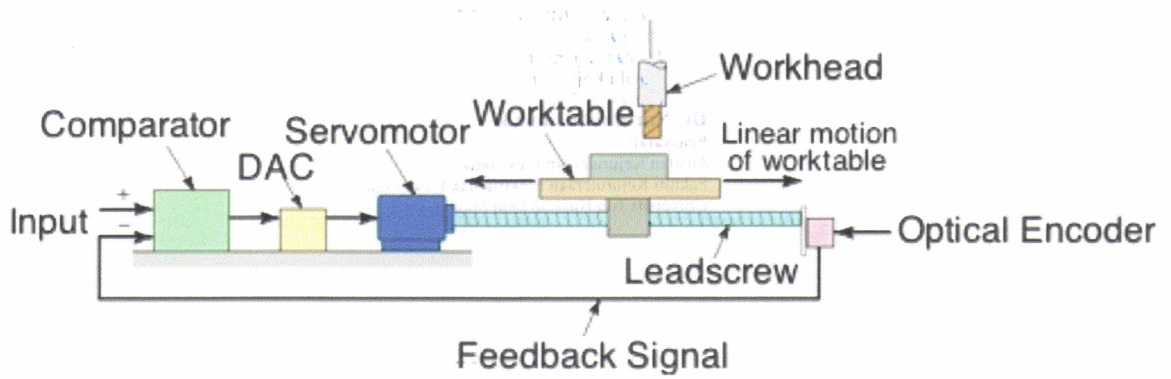 Workhead
Worktable
Comparator
Servomotor
Linear motion
of worktable
DAC
+
Input
−
Optical Encoder
Leadscrew
Feedback Signal